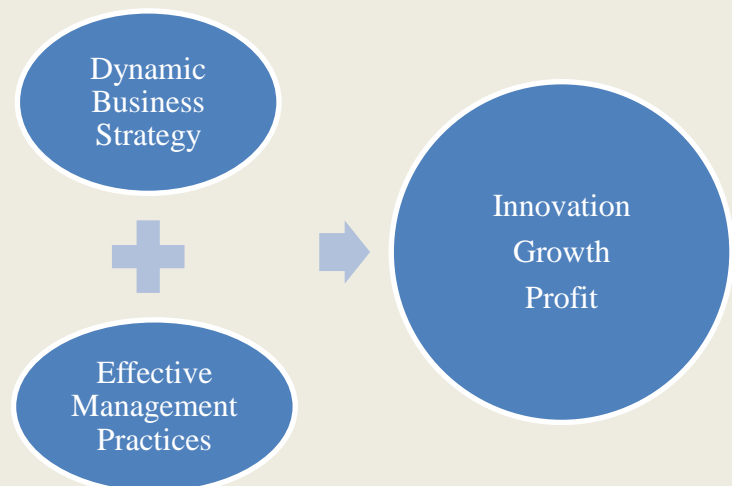 Dynamic
Business
Strategy
Effective
Management
Practices
Innovation
Growth
Profit